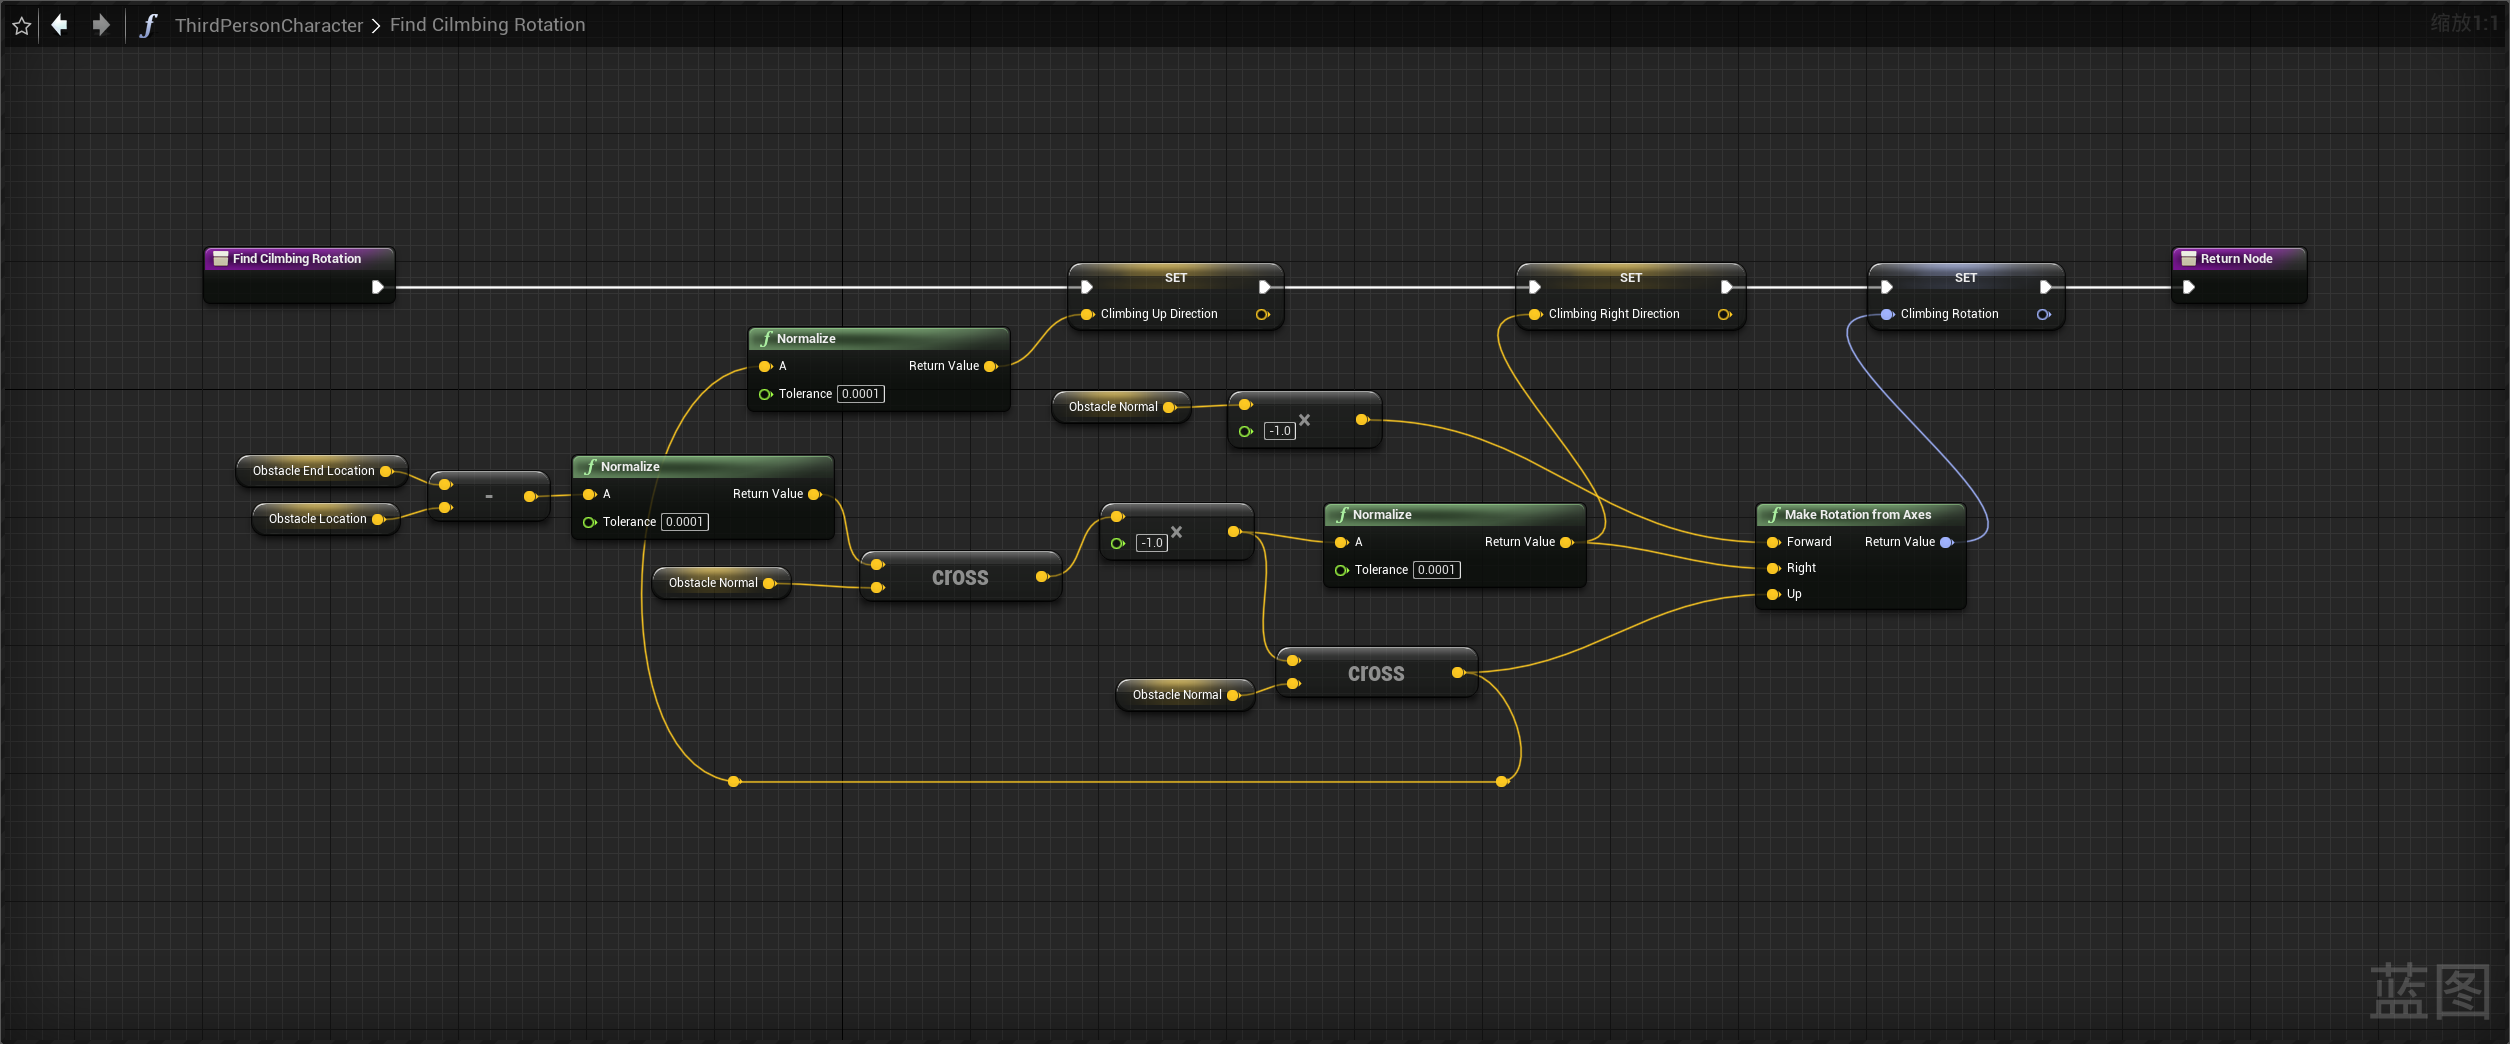 ThirdPersonCharacter > Find Cilmbing Rotation
缩放1:1
Find Cilmbing Rotation
SET
Climbing Up Direction
SET
Climbing Right Direction
SET
Climbing Rotation
Return Node
Normalize
A
Return Value
Tolerance 0.0001
Obstacle Normal
-1.0
×
Obstacle End Location
Obstacle Location
-
Normalize
A
Return Value
Tolerance 0.0001
Obstacle Normal
cross
-1.0
×
Normalize
A
Return Value
Tolerance 0.0001
Make Rotation from Axes
Forward
Return Value
Right
Up
Obstacle Normal
cross
蓝图